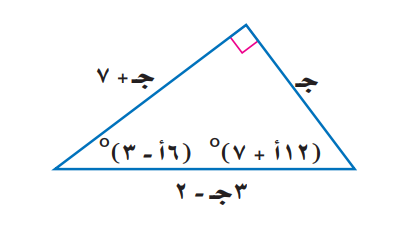 جـ + ٧
جـ
(٦أ - ٣)°
(١٢أ + ٧)°
٣جـ - ٢